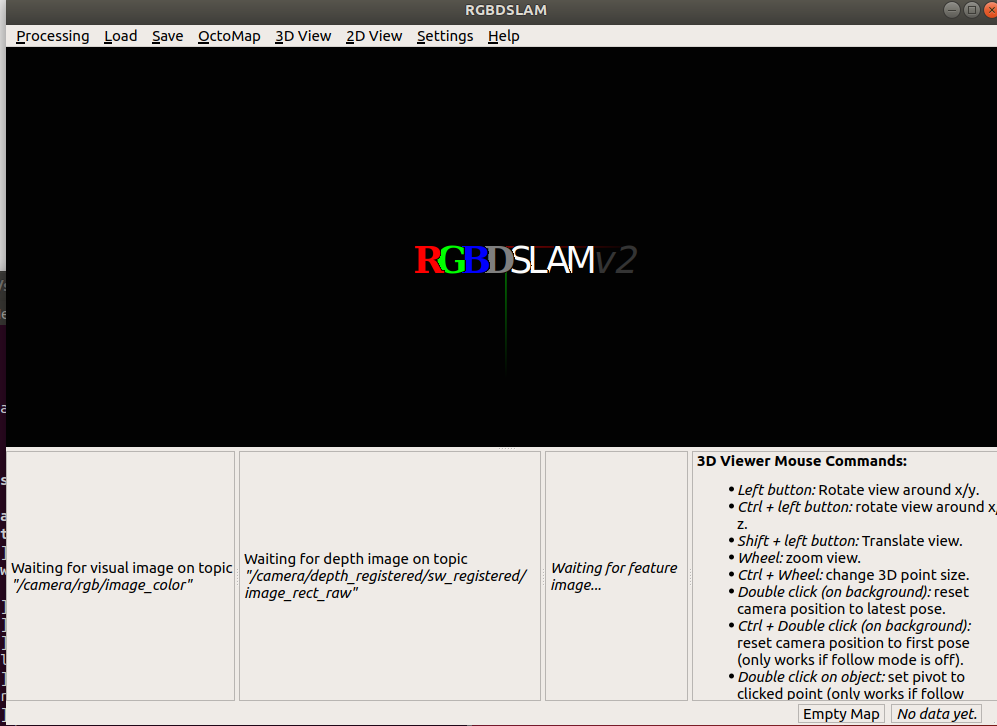 RGBDSLAM
Processing Load Save OctoMap 3D View 2D View Settings Help
RGBDSLAMv2
Waiting for visual image on topic
"/camera/rgb/image_color"
Waiting for depth image on topic
"/camera/depth_registered/sw_registered/
image_rect_raw"
Waiting for feature
image...
3D Viewer Mouse Commands:
• Left button: Rotate view around x/y.
• Ctrl + left button: rotate view around x/
z.
• Shift + left button: Translate view.
• Wheel: zoom view.
• Ctrl + Wheel: change 3D point size.
• Double click (on background): reset
camera position to latest pose.
• Ctrl + Double click (on background):
reset camera position to first pose
(only works if follow mode is off).
• Double click on object: set pivot to
clicked point (only works if follow
Empty Map No data yet.